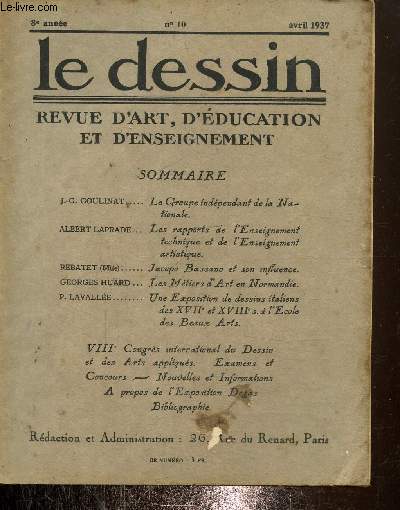 Le-livre.com
8e année
n° 10
avril 1937
le dessin
REVUE D'ART, D'ÉDUCATION
ET D'ENSEIGNEMENT
SOMMAIRE
J.-G. GOULINAT.... Le Groupe indépendant de la Na-
tionale.
ALBERT LAPRADE.. Les rapports de l'Enseignement
technique et de l'Enseignement
artistique.
REBATET (Mlle)..... Jacopo Bassano et son influence.
GEORGES HUARD... Les Métiers d'Art en Normandie.
P. LAVALLÉE........ Une Exposition de dessins italiens
des XVIIe et XVIIIe s. à l'Ecole
des Beaux Arts.
VIIIe Congrès international du Dessin
et des Arts appliqués. Examens et
Concours — Nouvelles et Informations
A propos de l'Exposition Degas
Bibliographie
Rédaction et Administration : 26, Rue du Renard, Paris